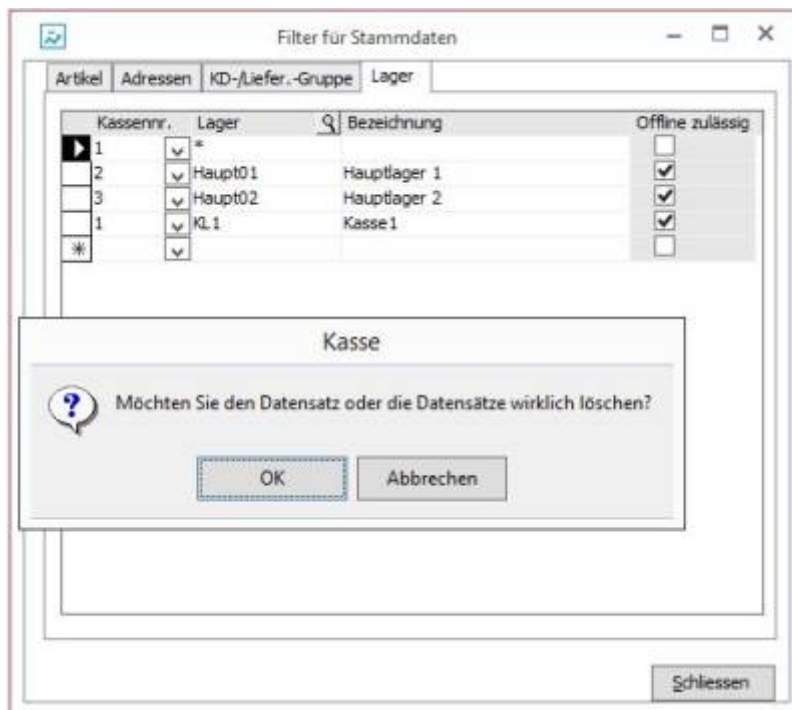 Filter für Stammdaten
Artikel Adressen KD-/Liefer.-Gruppe Lager
Kassennr. Lager Bezeichnung Offline zulässig
1 *
2 Haupt01 Hauptlager 1
3 Haupt02 Hauptlager 2
1 KL1 Kasse1
*
Kasse
Möchten Sie den Datensatz oder die Datensätze wirklich löschen?
OK Abbrechen
Schliessen